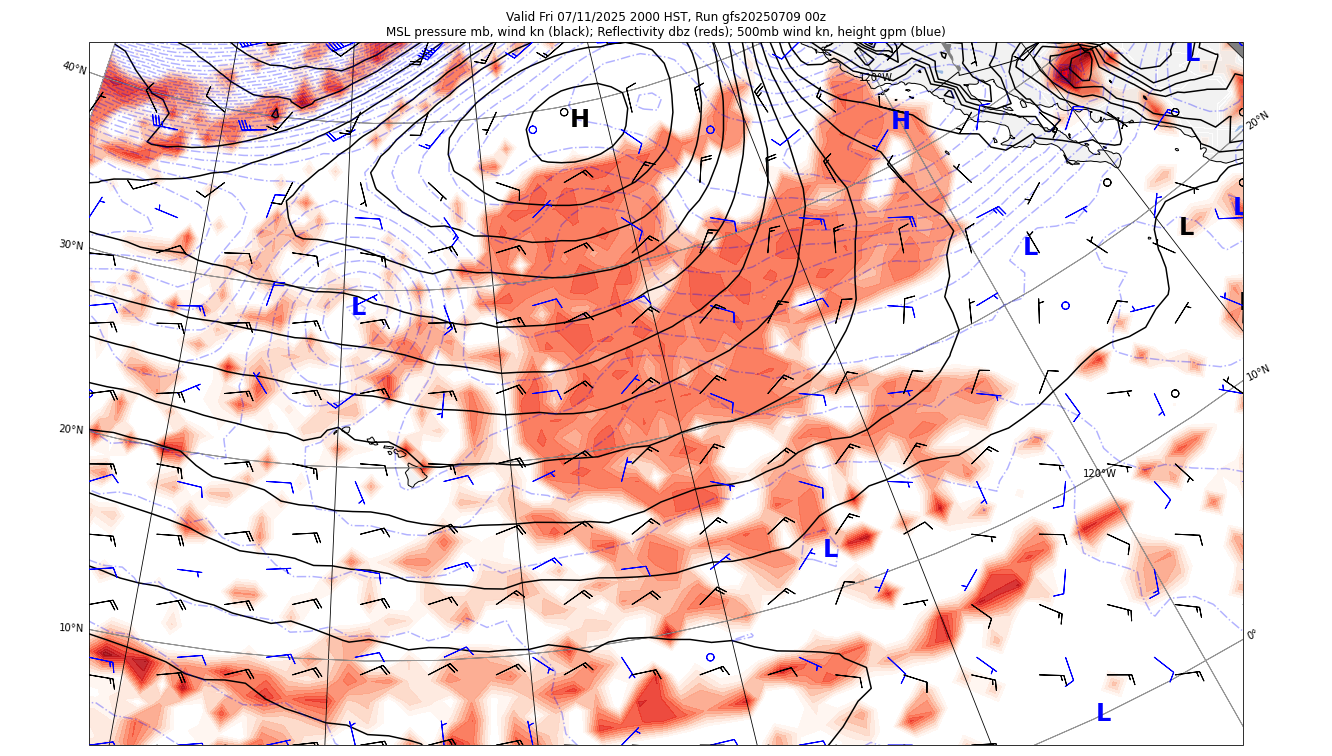 Valid Fri 07/11/2025 2000 HST, Run gfs20250709 00z
MSL pressure mb, wind kn (black); Reflectivity dbz (reds); 500mb wind kn, height gpm (blue)
L
40°N
120°W
H
H
20°N
L
L
30°N
L
L
10°N
20°N
120°W
L
10°N
0°
L